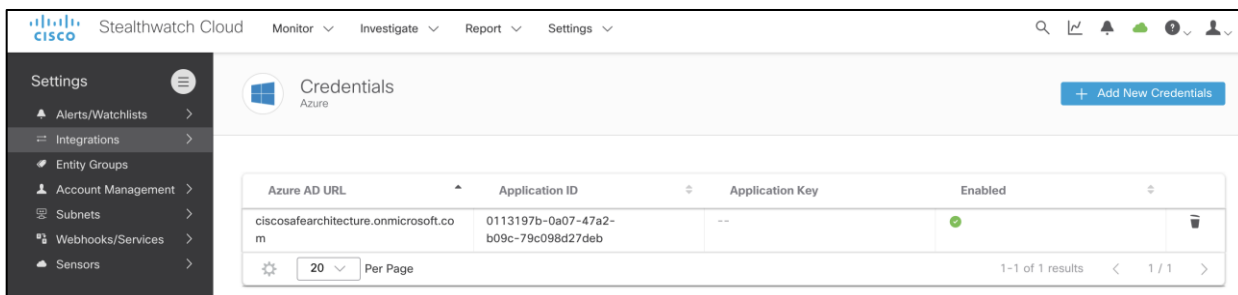 CISCO
Stealthwatch Cloud
Monitor
Investigate
Report
Settings
Settings
Alerts/Watchlists
Integrations
Entity Groups
Account Management
Subnets
Webhooks/Services
Sensors
Credentials
Azure
+ Add New Credentials
Azure AD URL
Application ID
Application Key
Enabled
ciscosafearchitecture.onmicrosoft.co
m
0113197b-0a07-47a2-
b09c-79c098d27deb
--
20
Per Page
1-1 of 1 results
1 / 1